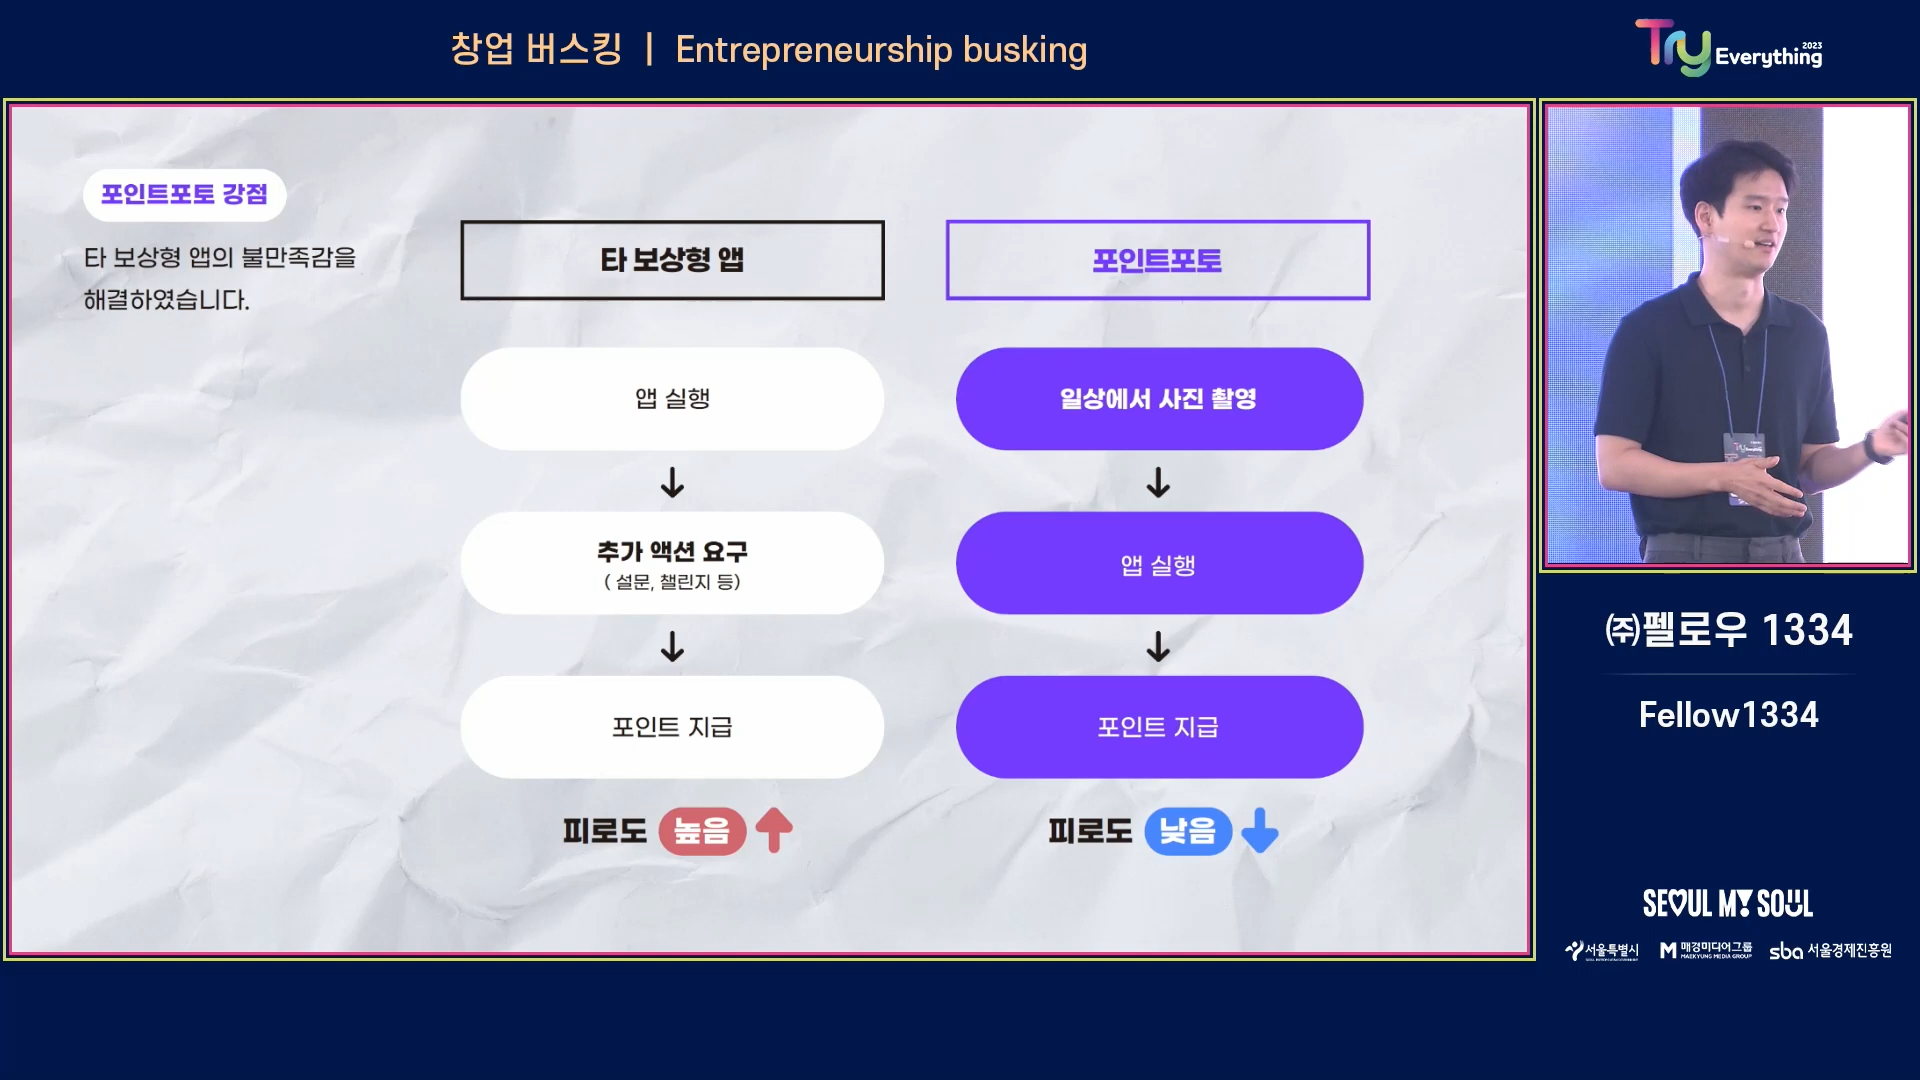 창업 버스킹 | Entrepreneurship busking
Try Everything 2023
포인트포토 강점
타 보상형 앱의 불만족감을
해결하였습니다.
타 보상형 앱
앱 실행
추가 액션 요구
( 설문, 챌린지 등)
포인트 지급
피로도 높음
포인트포토
일상에서 사진 촬영
앱 실행
포인트 지급
피로도 낮음
㈜펠로우 1334
Fellow1334
SEOUL MY SOUL
서울특별시
매경미디어그룹
MAEKYUNG MEDIA GROUP
sba 서울경제진흥원